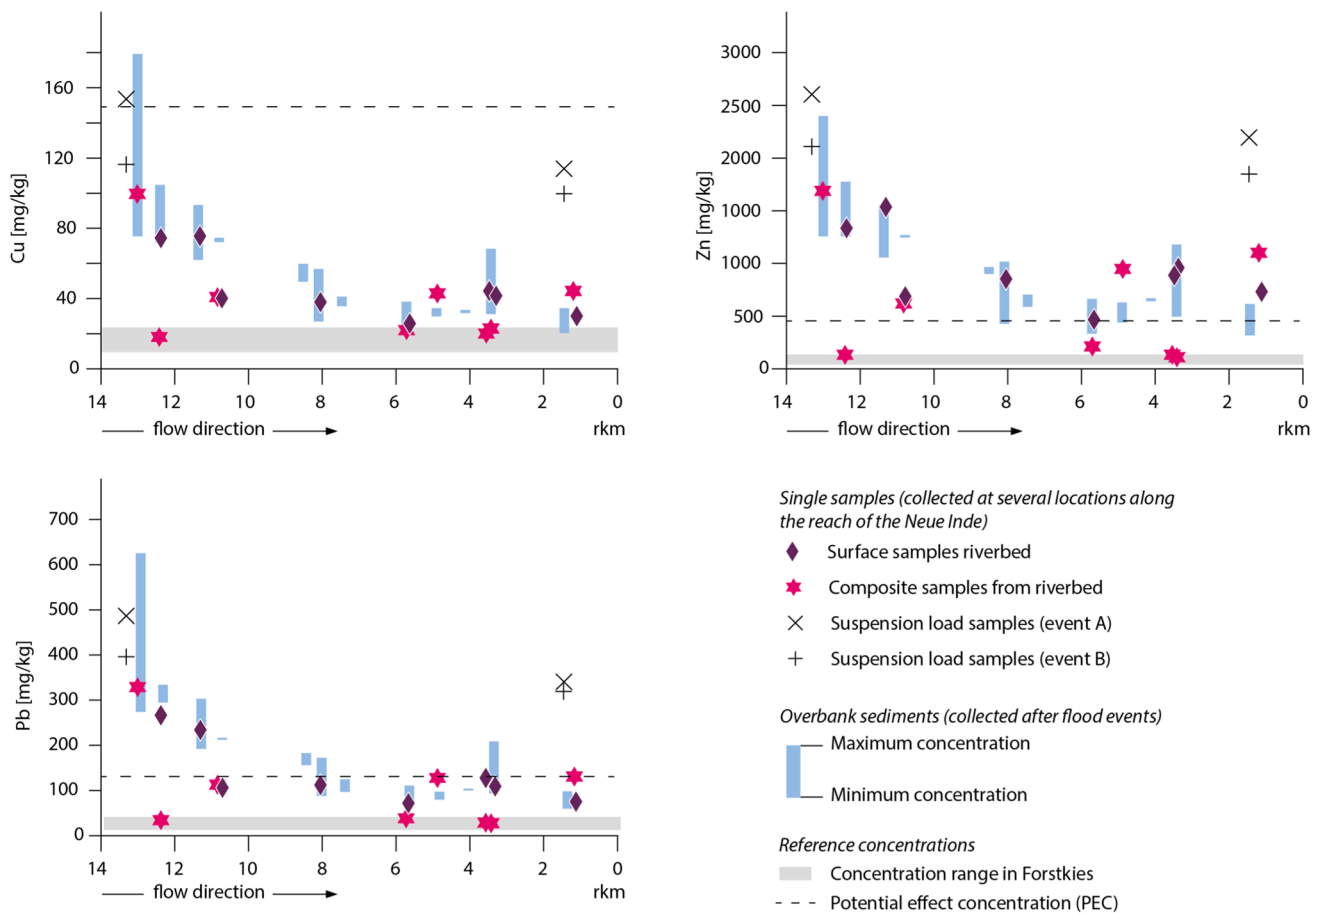 Cu [mg/kg]
160
120
80
40
0
14 12 10 8 6 4 2 0
flow direction rkm
Zn [mg/kg]
3000
2500
2000
1000
1000
500
0
14 12 10 8 6 4 2 0
flow direction rkm
Pb [mg/kg]
700
600
500
400
300
200
100
0
14 12 10 8 6 4 2 0
flow direction rkm
Single samples (collected at several locations along
the reach of the Neue Inde)
Surface samples riverbed
Composite samples from riverbed
Suspension load samples (event A)
Suspension load samples (event B)
Overbank sediments (collected after flood events)
Maximum concentration
Minimum concentration
Reference concentrations
Concentration range in Forstkies
Potential effect concentration (PEC)